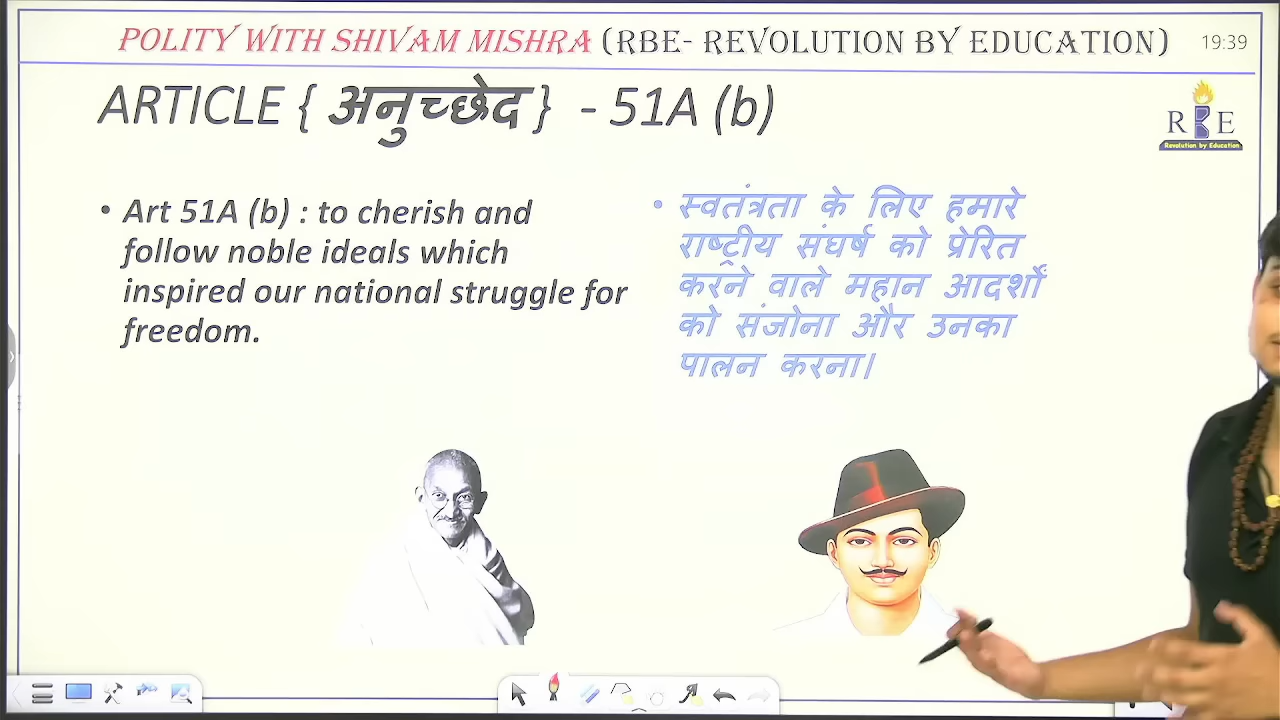 POLITY WITH SHIVAM MISHRA (RBE- REVOLUTION BY EDUCATION)
19:39
ARTICLE { अनुच्छेद } - 51A (b)
RBE
Revolution by Education
• Art 51A (b) : to cherish and
follow noble ideals which
inspired our national struggle for
freedom.
• स्वतंत्रता के लिए हमारे
राष्ट्रीय संघर्ष को प्रेरित
करने वाले महान आदर्शों
को संजोना और उनका
पालन करना।